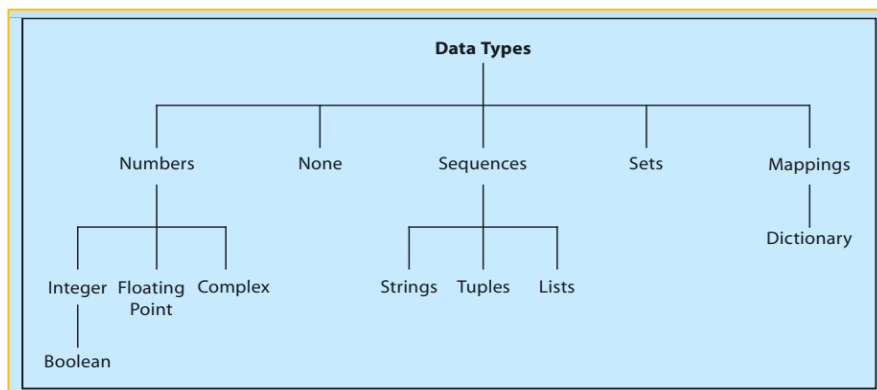 Data Types
Numbers None Sequences Sets Mappings
Dictionary
Integer Floating Point Complex Strings Tuples Lists
Boolean